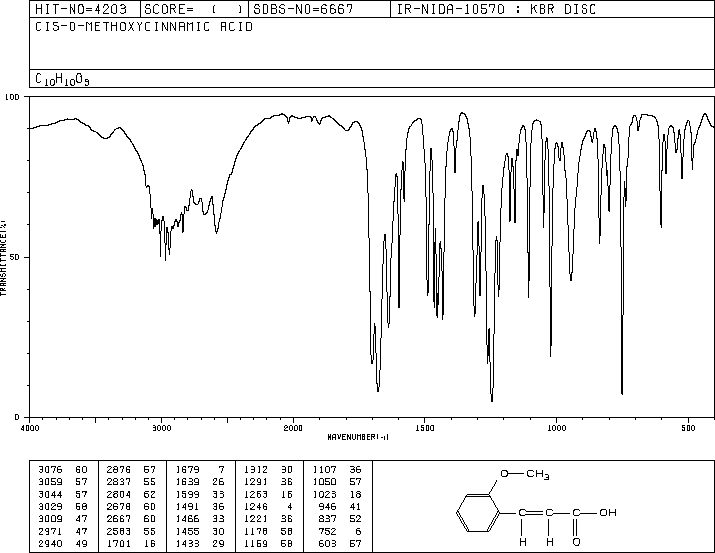 HIT-NO=4203 SCORE= ( ) SDBS-NO=6667 IR-NIDA-10570 : KBR DISC
CIS-O-METHOXYCINNAMIC ACID
C10H10O3
100
50
0
TRANSMITTANCE(%)
4000 3000 2000 1500 1000 500
WAVENUMBER(-1)
3076 60 2876 57 1679 7 1312 30 1107 36
3059 57 2837 55 1639 26 1291 36 1050 57
3044 57 2804 62 1599 33 1263 16 1023 18
3029 58 2678 60 1491 36 1246 4 946 41
3009 47 2667 60 1466 33 1221 36 837 52
2971 47 2583 55 1455 30 1178 58 752 6
2940 49 1701 16 1433 29 1159 58 603 57
O—CH3
C=C—C—OH
H H O